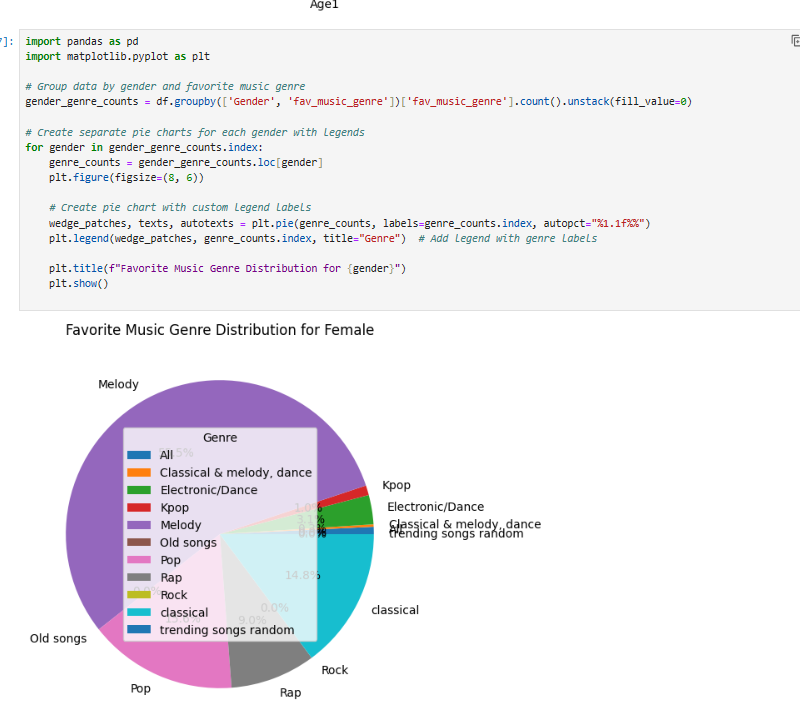 Age1
7]:
import pandas as pd
import matplotlib.pyplot as plt
# Group data by gender and favorite music genre
gender_genre_counts = df.groupby(['Gender', 'fav_music_genre'])['fav_music_genre'].count().unstack(fill_value=0)
# Create separate pie charts for each gender with legends
for gender in gender_genre_counts.index:
    genre_counts = gender_genre_counts.loc[gender]
    plt.figure(figsize=(8, 6))
    # Create pie chart with custom legend labels
    wedge_patches, texts, autotexts = plt.pie(genre_counts, labels=genre_counts.index, autopct="%1.1f%%")
    plt.legend(wedge_patches, genre_counts.index, title="Genre")  # Add legend with genre labels
    plt.title(f"Favorite Music Genre Distribution for {gender}")
    plt.show()
Favorite Music Genre Distribution for Female
Melody
Genre
All
Classical & melody, dance
Electronic/Dance
Kpop
Melody
Old songs
Pop
Rap
Rock
classical
trending songs random
Kpop
Electronic/Dance
Classical & melody, dance
trending songs random
1.0%
3.1%
0.0%
14.8%
0.0%
9.0%
classical
Old songs
Rock
Pop
Rap